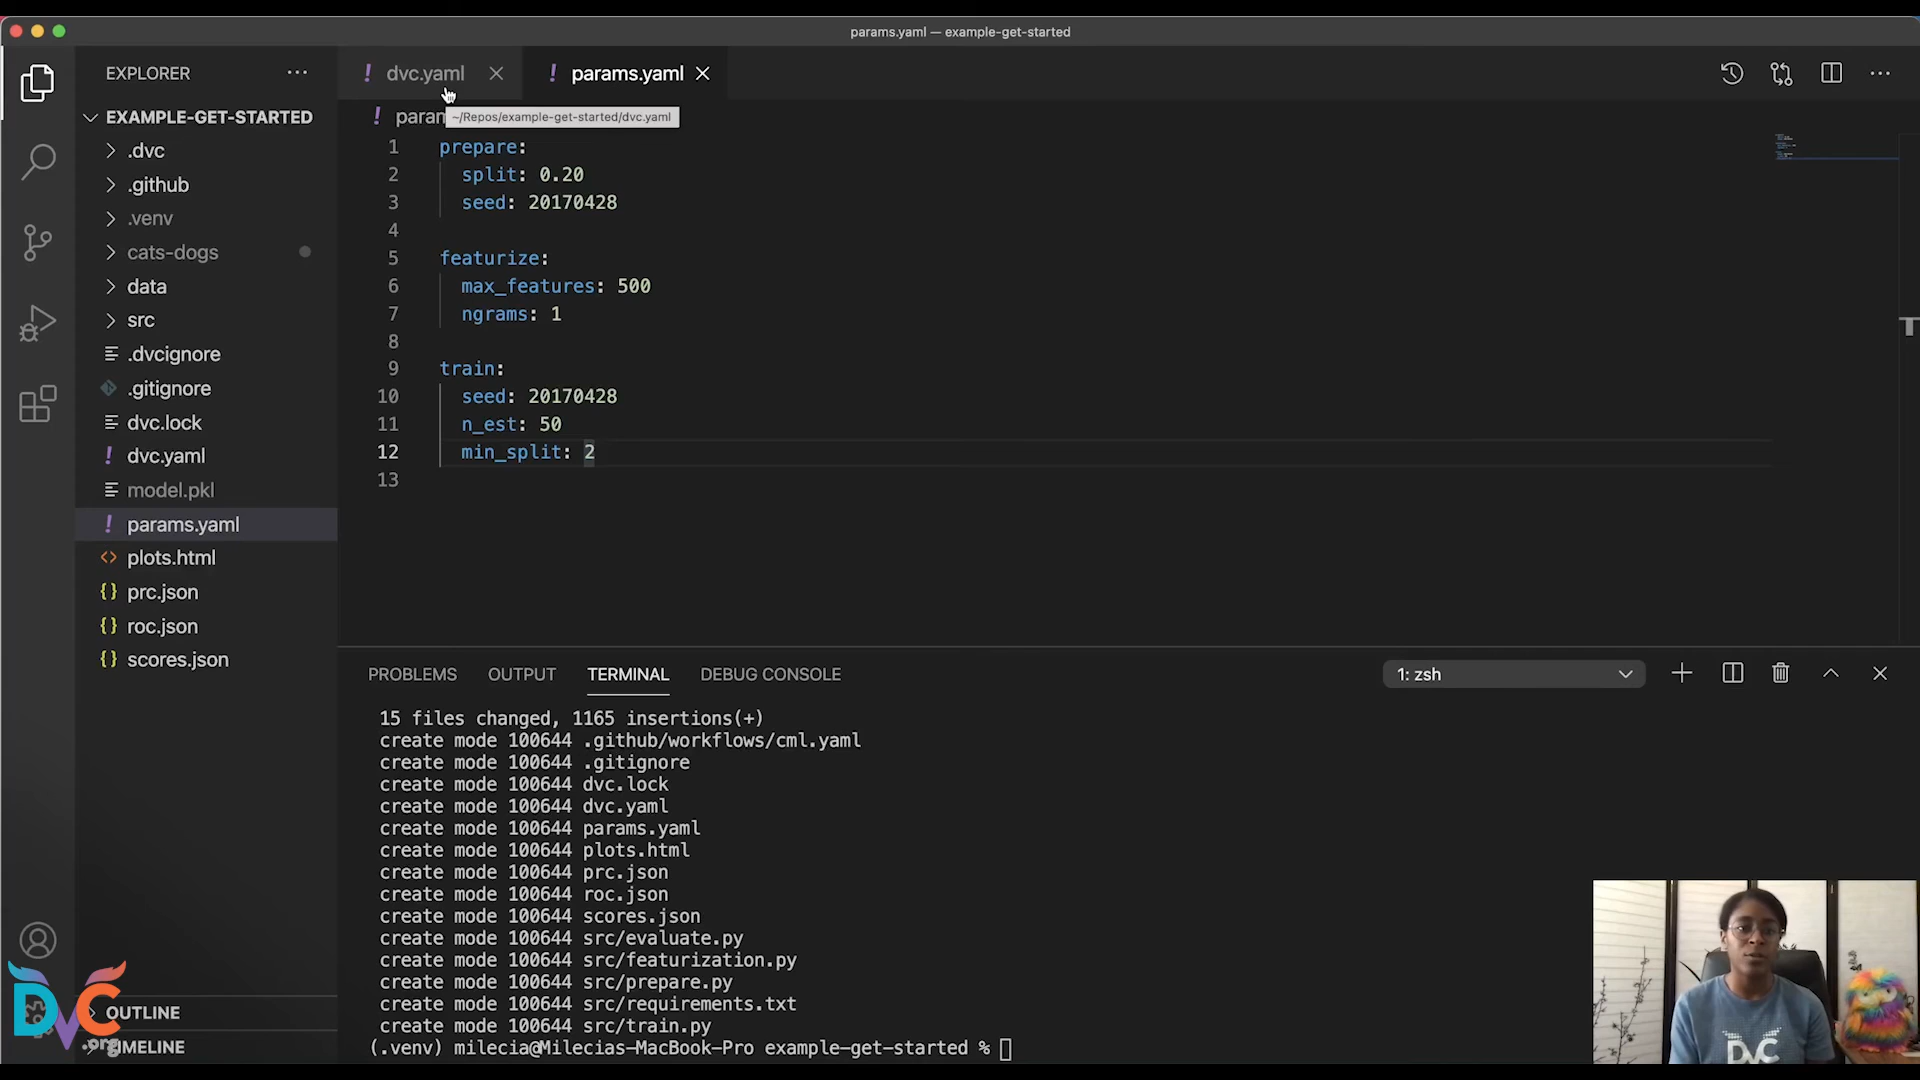 params.yaml — example-get-started
EXPLORER
dvc.yaml
params.yaml
EXAMPLE-GET-STARTED
.dvc
.github
.venv
cats-dogs
data
src
.dvcignore
.gitignore
dvc.lock
dvc.yaml
model.pkl
params.yaml
plots.html
prc.json
roc.json
scores.json
OUTLINE
TIMELINE
param
~/Repos/example-get-started/dvc.yaml
1 prepare:
2 split: 0.20
3 seed: 20170428
4
5 featurize:
6 max_features: 500
7 ngrams: 1
8
9 train:
10 seed: 20170428
11 n_est: 50
12 min_split: 2
13
PROBLEMS OUTPUT TERMINAL DEBUG CONSOLE
1: zsh
15 files changed, 1165 insertions(+)
create mode 100644 .github/workflows/cml.yaml
create mode 100644 .gitignore
create mode 100644 dvc.lock
create mode 100644 dvc.yaml
create mode 100644 params.yaml
create mode 100644 plots.html
create mode 100644 prc.json
create mode 100644 roc.json
create mode 100644 scores.json
create mode 100644 src/evaluate.py
create mode 100644 src/featurization.py
create mode 100644 src/prepare.py
create mode 100644 src/requirements.txt
create mode 100644 src/train.py
(.venv) milecia@Milecias-MacBook-Pro example-get-started %
DVC
.org
DVC